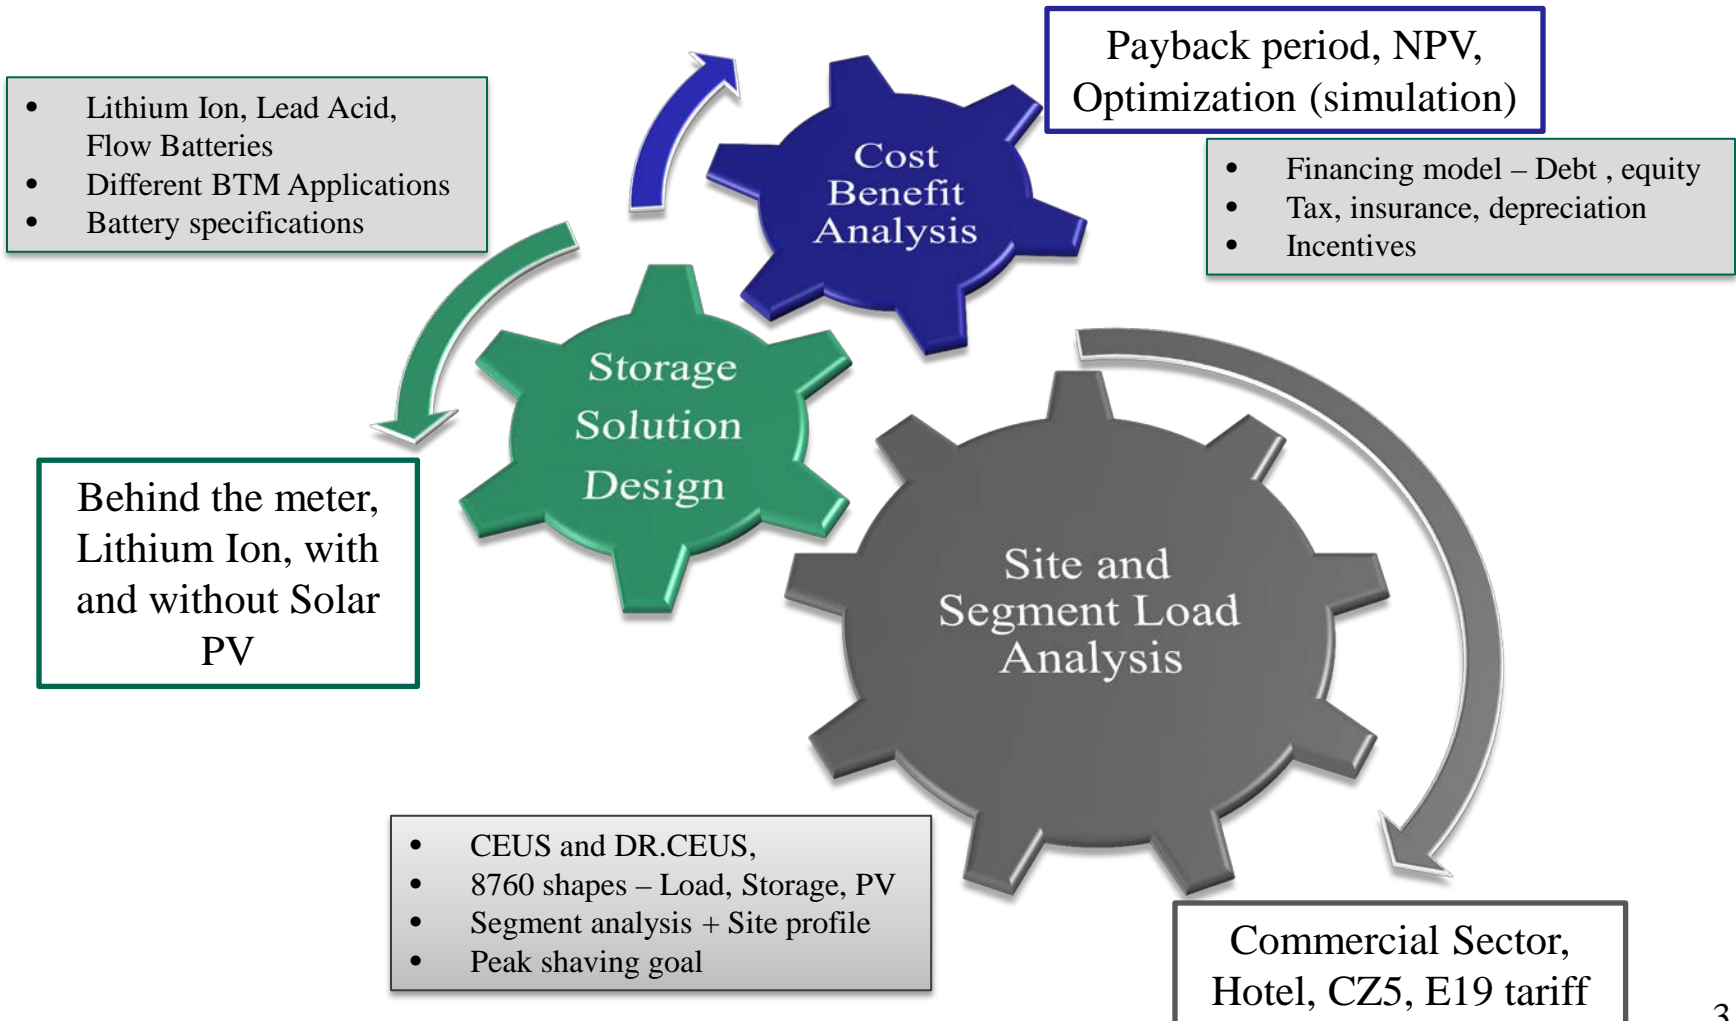 Payback period, NPV,
Optimization (simulation)
• Lithium Ion, Lead Acid,
Flow Batteries
• Different BTM Applications
• Battery specifications
Cost
Benefit
Analysis
• Financing model – Debt , equity
• Tax, insurance, depreciation
• Incentives
Storage
Solution
Design
Behind the meter,
Lithium Ion, with
and without Solar
PV
Site and
Segment Load
Analysis
• CEUS and DR.CEUS,
• 8760 shapes – Load, Storage, PV
• Segment analysis + Site profile
• Peak shaving goal
Commercial Sector,
Hotel, CZ5, E19 tariff
3